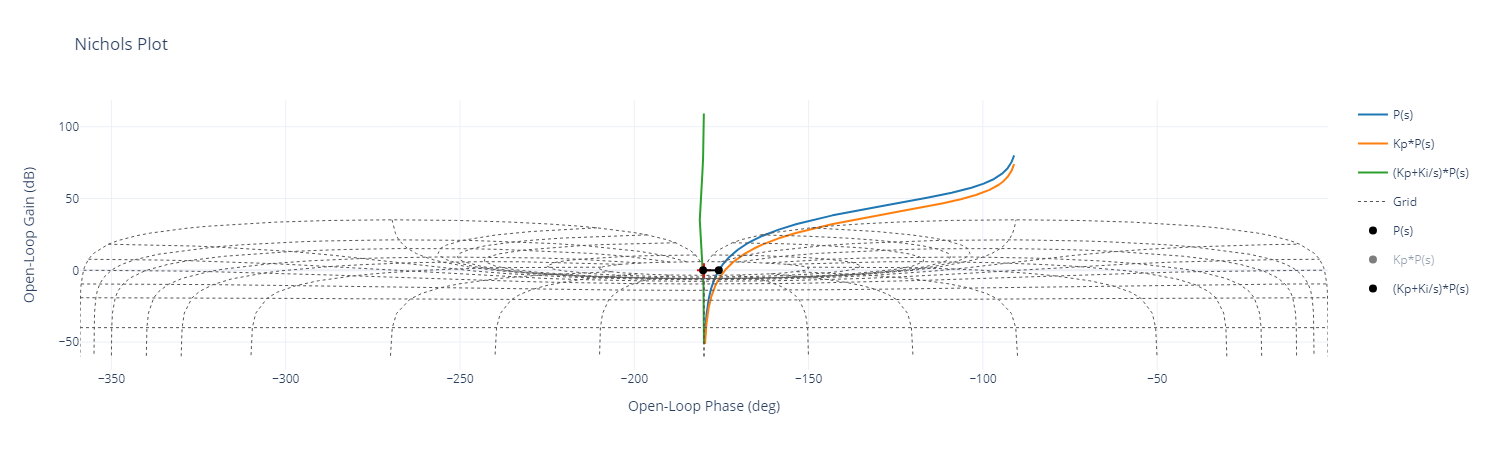 Nichols Plot
Open-Loop Gain (dB)
100
50
0
−50
−350
−300
−250
−200
−150
−100
−50
Open-Loop Phase (deg)
P(s)
Kp*P(s)
(Kp+Ki/s)*P(s)
Grid
P(s)
Kp*P(s)
(Kp+Ki/s)*P(s)